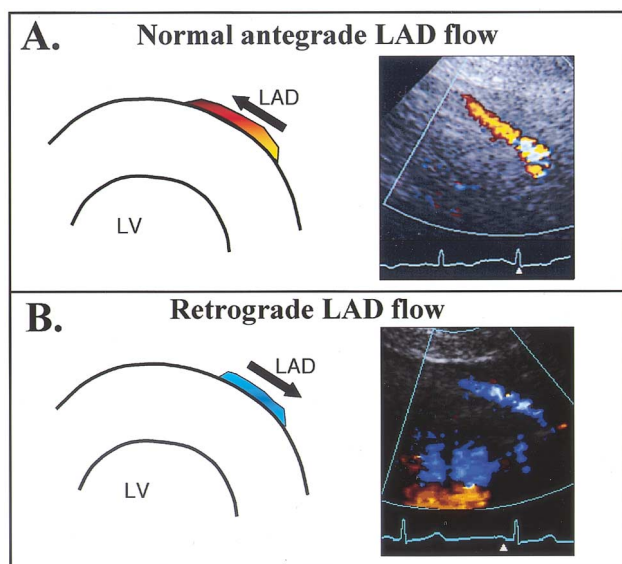 A. Normal antegrade LAD flow
LAD
LV
B. Retrograde LAD flow
LAD
LV